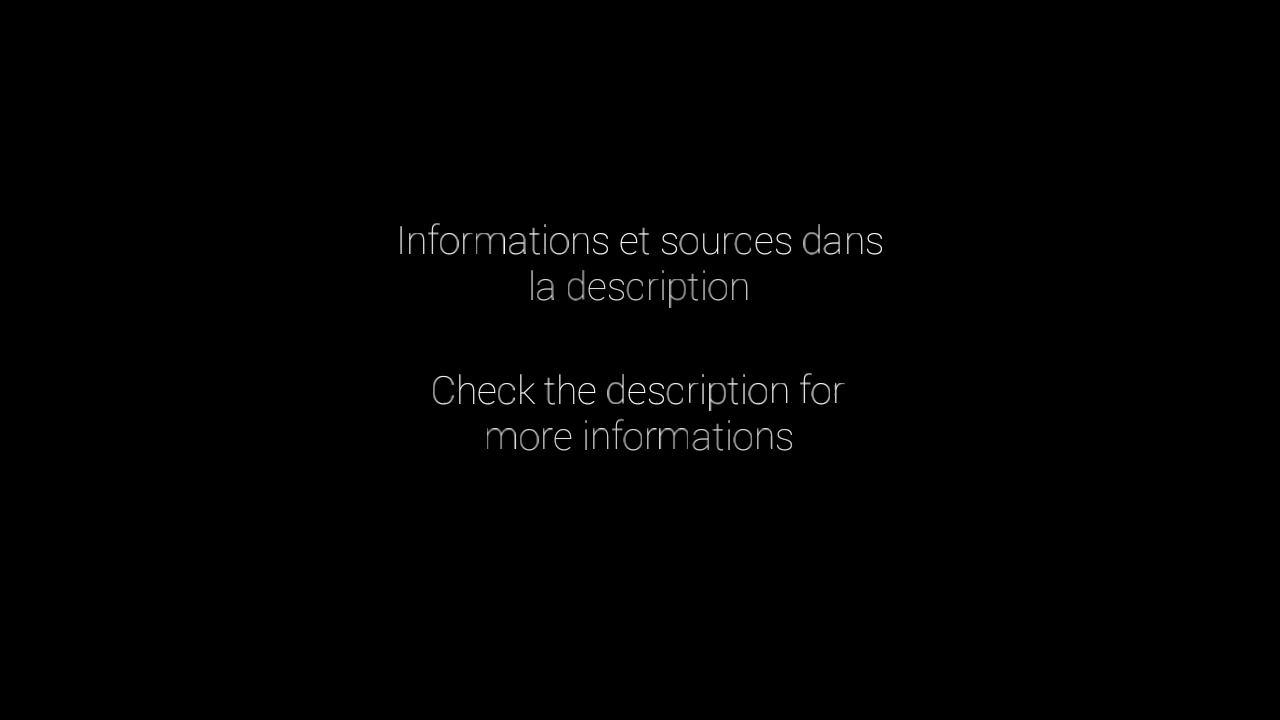 Informations et sources dans
la description
Check the description for
more informations